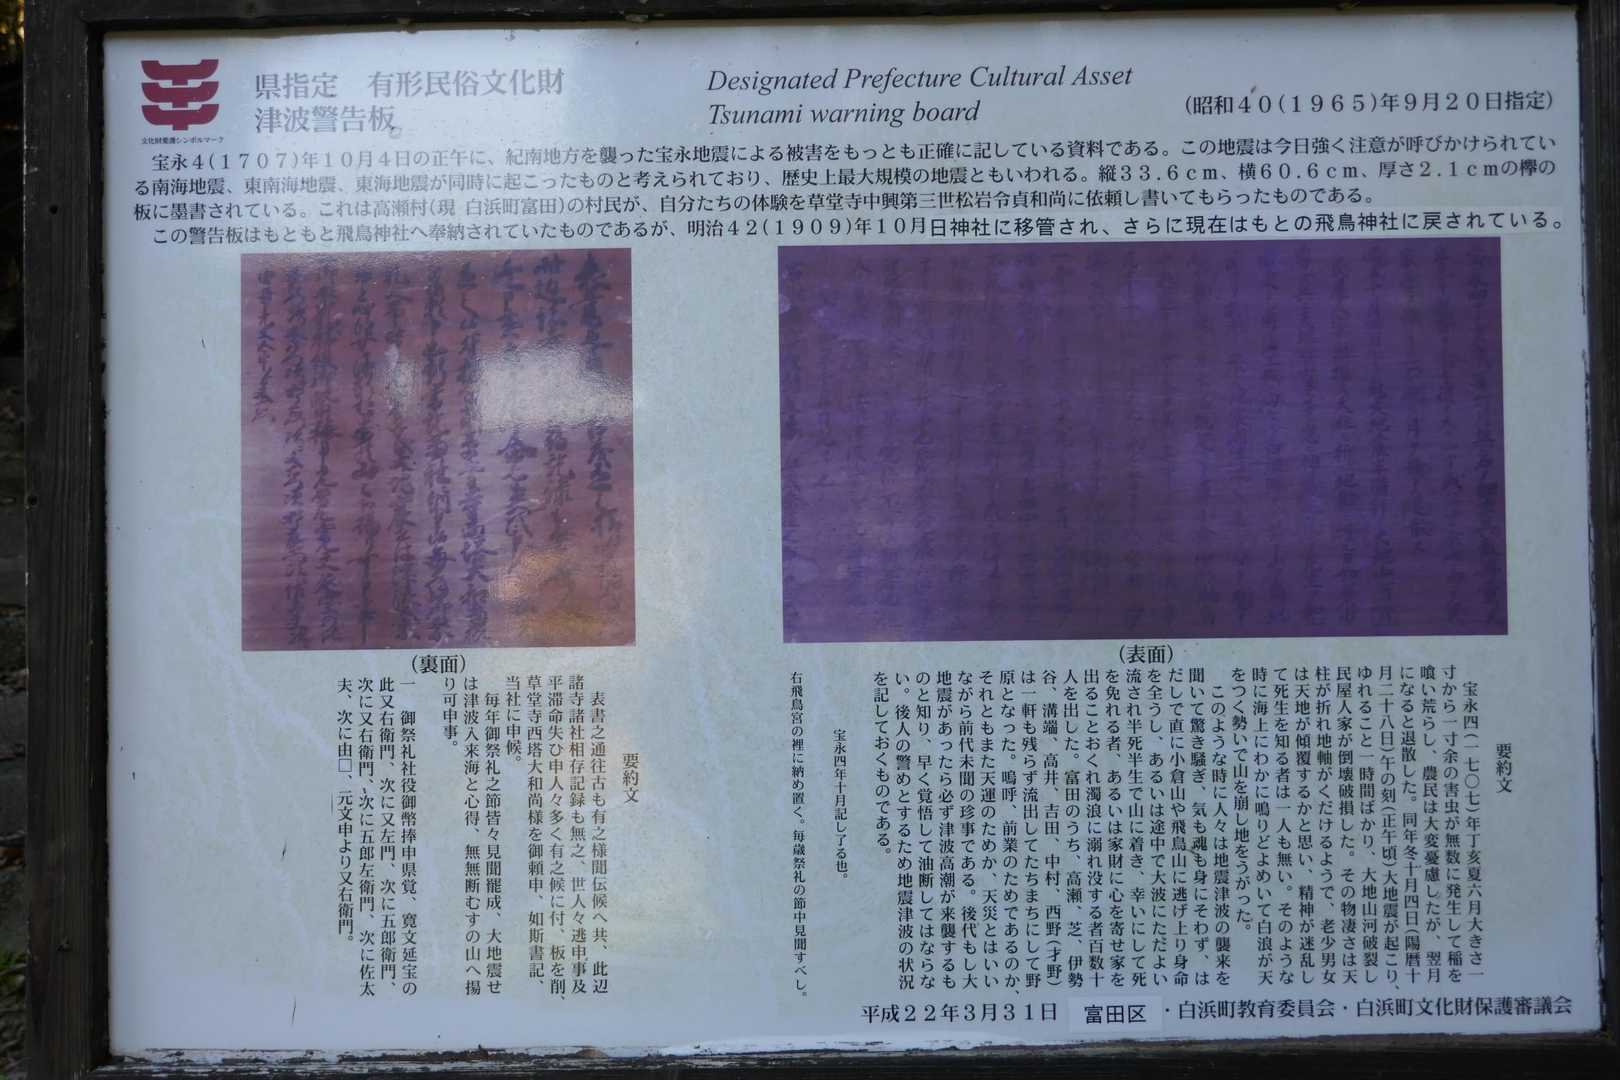 県指定　有形民俗文化財
津波警告板
文化財愛護シンボルマーク
Designated Prefecture Cultural Asset
Tsunami warning board
(昭和40(1965)年9月20日指定)
宝永4(1707)年10月4日の正午に、紀南地方を襲った宝永地震による被害をもっとも正確に記している資料である。この地震は今日強く注意が呼びかけられてい
る南海地震、東南海地震、東海地震が同時に起こったものと考えられており、歴史上最大規模の地震ともいわれる。縦33.6cm、横60.6cm、厚さ2.1cmの欅の
板に墨書されている。これは高瀬村(現 白浜町富田)の村民が、自分たちの体験を草堂寺中興第三世松岩令貞和尚に依頼し書いてもらったものである。
この警告板はもともと飛鳥神社へ奉納されていたものであるが、明治42(1909)年10月日神社に移管され、さらに現在はもとの飛鳥神社に戻されている。
(表面)
要約文
宝永四(一七〇七)年丁亥夏六月大きさ一
寸から一寸余の害虫が無数に発生して稲を
喰い荒らし、農民は大変憂慮したが、翌月
になると退散した。同年冬十月四日(陽暦十
月二十八日)午の刻(正午頃)大地震が起こり、
ゆれること一時間ばかり、大地山河破裂し
民屋人家が倒壊破損した。その物凄さは天
柱が折れ地軸がくだけるようで、老少男女
は天地が傾覆するかと思い、精神が迷乱し
て死生を知る者は一人も無い。そのような
時に海上にわかに鳴りどよめいて白浪が天
をつく勢いで山を崩し地をうがった。
このような時に人々は地震津波の襲来を
聞いて驚き騒ぎ、気も魂も身にそわず、は
だしで直に小倉山や飛鳥山に逃げ上り身命
を全うし、あるいは途中で大波にただよい
流され半死半生で山に着き、幸いにして死
を免れる者、あるいは家財に心を寄せ家を
出ることおくれ濁浪に溺れ没する者百数十
人を出した。富田のうち、高瀬、芝、伊勢
谷、溝端、高井、吉田、中村、西野(才野)
は一軒も残らず流出してたちまちにして野
原となった。嗚呼、前業のためであるのか、
それともまた天運のためか、天災とはいい
ながら前代未聞の珍事である。後代もし大
地震があったら必ず津波高潮が来襲するも
のと知り、早く覚悟して油断してはならな
い。後人の警めとするため地震津波の状況
を記しておくものである。
宝永四年十月記し了る也。
右飛鳥宮の裡に納め置く。毎歳祭礼の節中見聞すべし。
(裏面)
要約文
表書之通往古も有之様聞伝候へ共、此辺
諸寺諸社相存記録も無之、世人々逃申事及
平滞命失ひ申人々多く有之候に付、板を削、
草堂寺西塔大和尚様を御頼申、如斯書記、
当社に申候。
毎年御祭礼之節皆々見聞罷成、大地震せ
は津波入来海と心得、無無断むすの山へ揚
り可申事。
一　御祭礼社役御幣捧申県覚、寛文延宝の
此又右衛門、次に又左門、次に五郎衛門、
次に又右衛門、次に五郎左衛門、次に佐太
夫、次に由□、元文申より又右衛門。
平成22年3月31日　富田区・白浜町教育委員会・白浜町文化財保護審議会